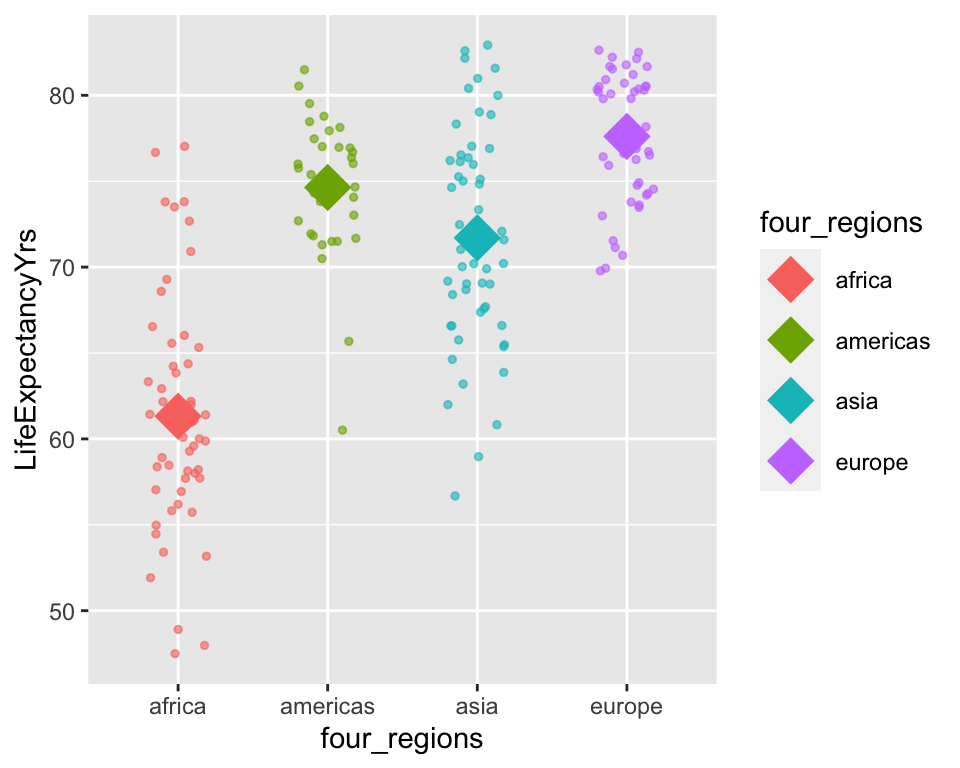 LifeExpectancyYrs
80
70
60
50
africa
americas
asia
europe
four_regions
four_regions
africa
americas
asia
europe